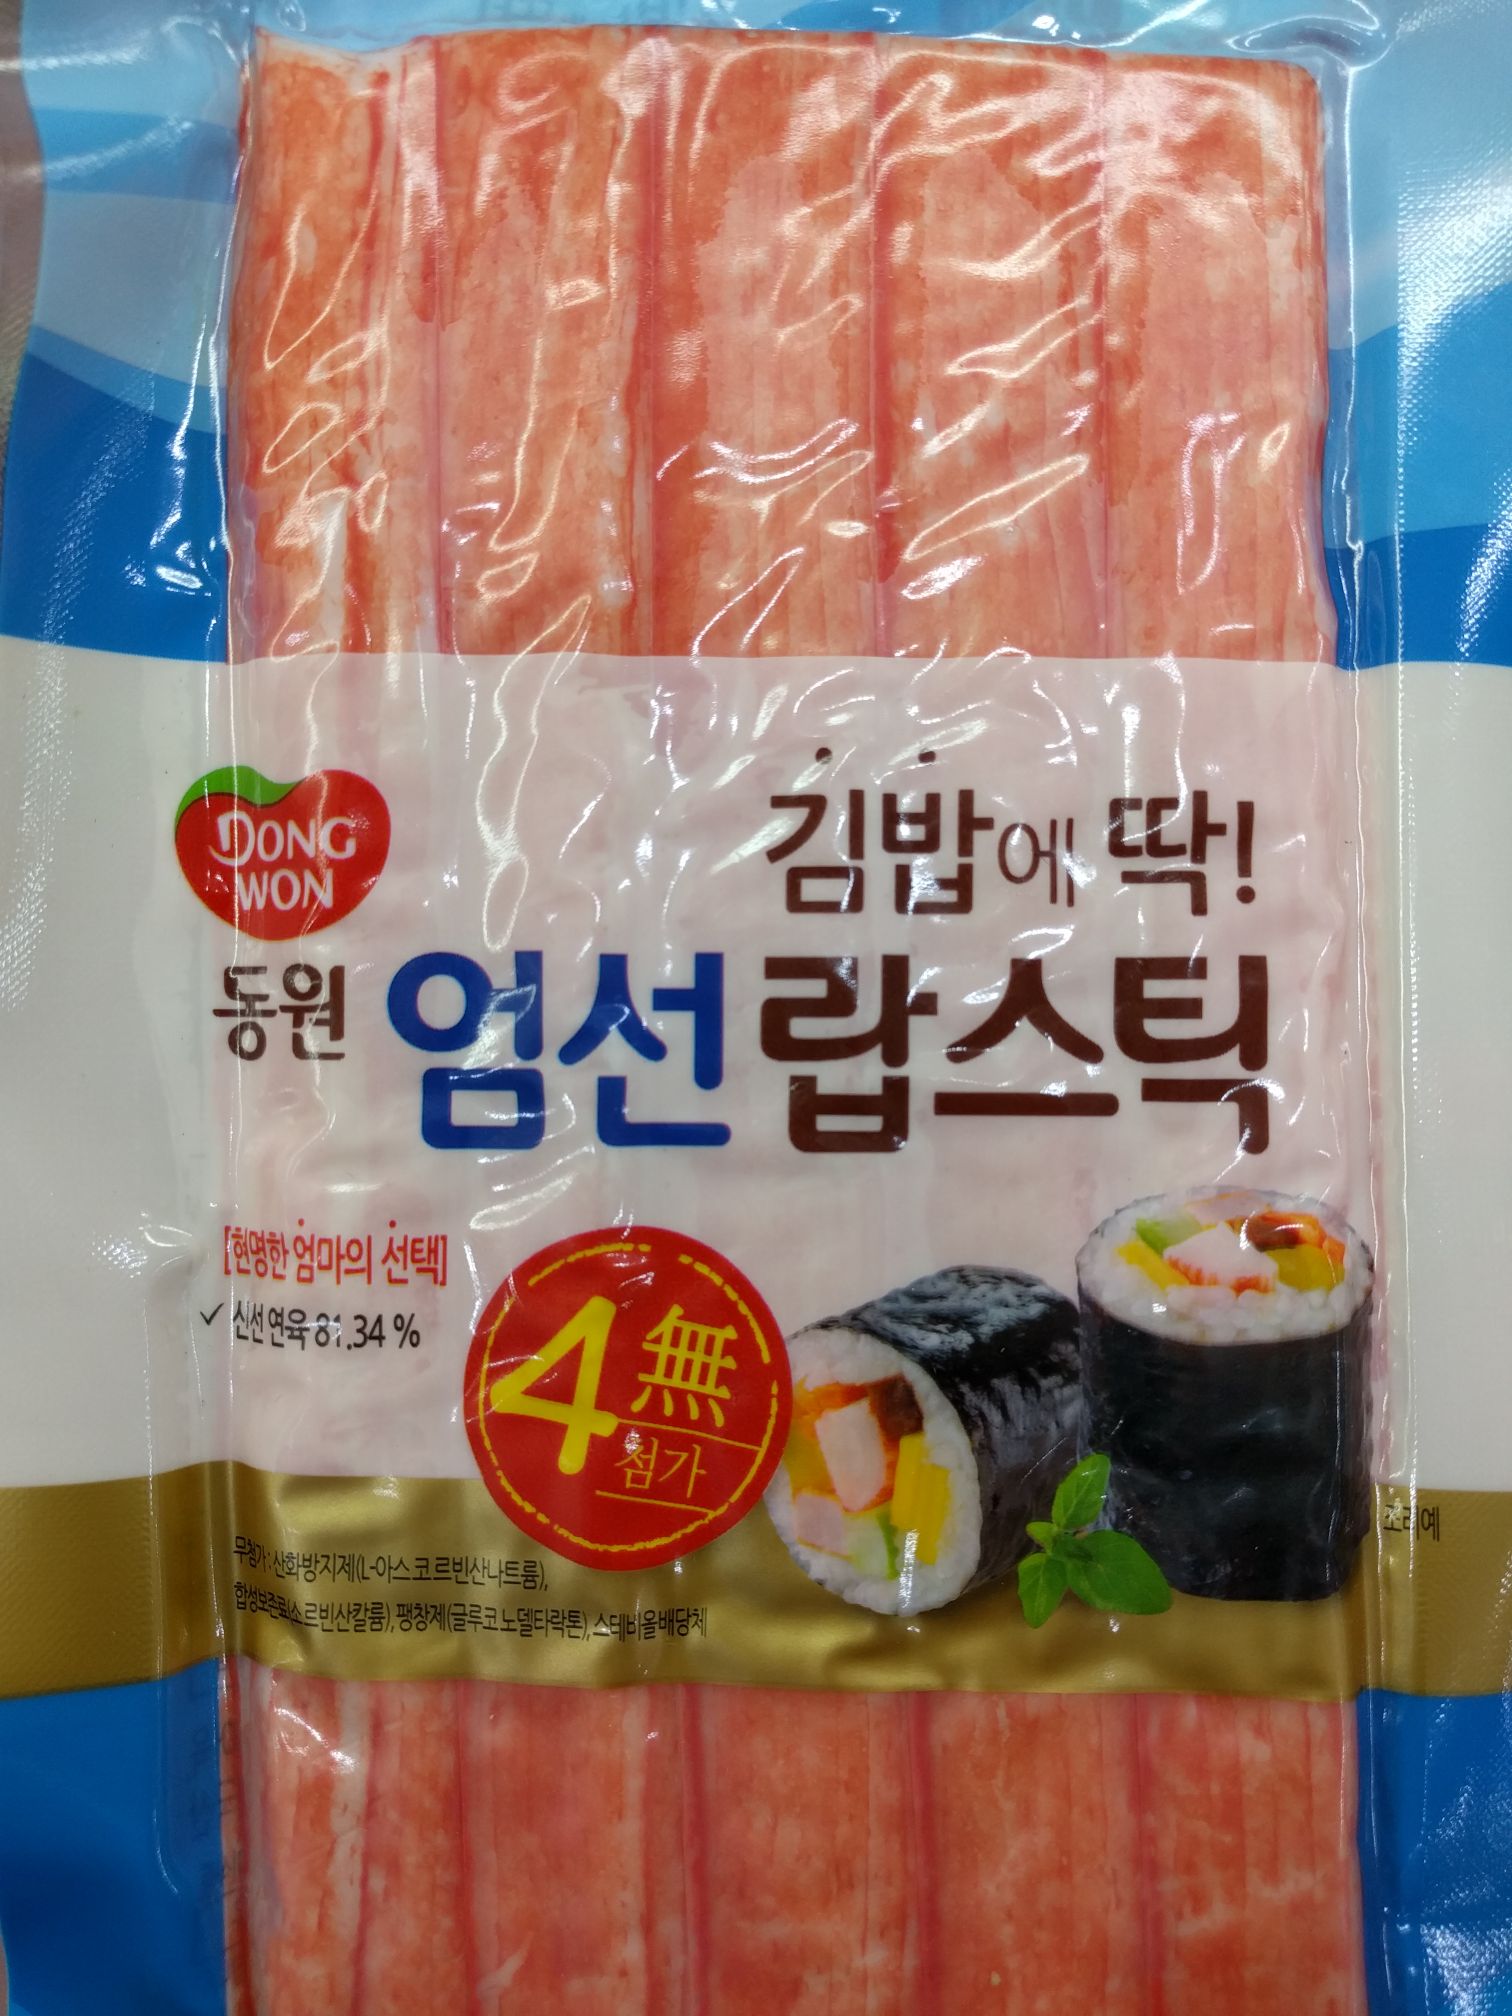 DONG
WON
김밥에 딱!
동원 엄선 랍스틱
[현명한 엄마의 선택]
✓ 신선 연육 81.34 %
4無
첨가
조리예
무첨가 : 산화방지제(L-아스코르빈산나트륨),
합성보존료(소르빈산칼륨), 팽창제(글루코노델타락톤), 스테비올배당체